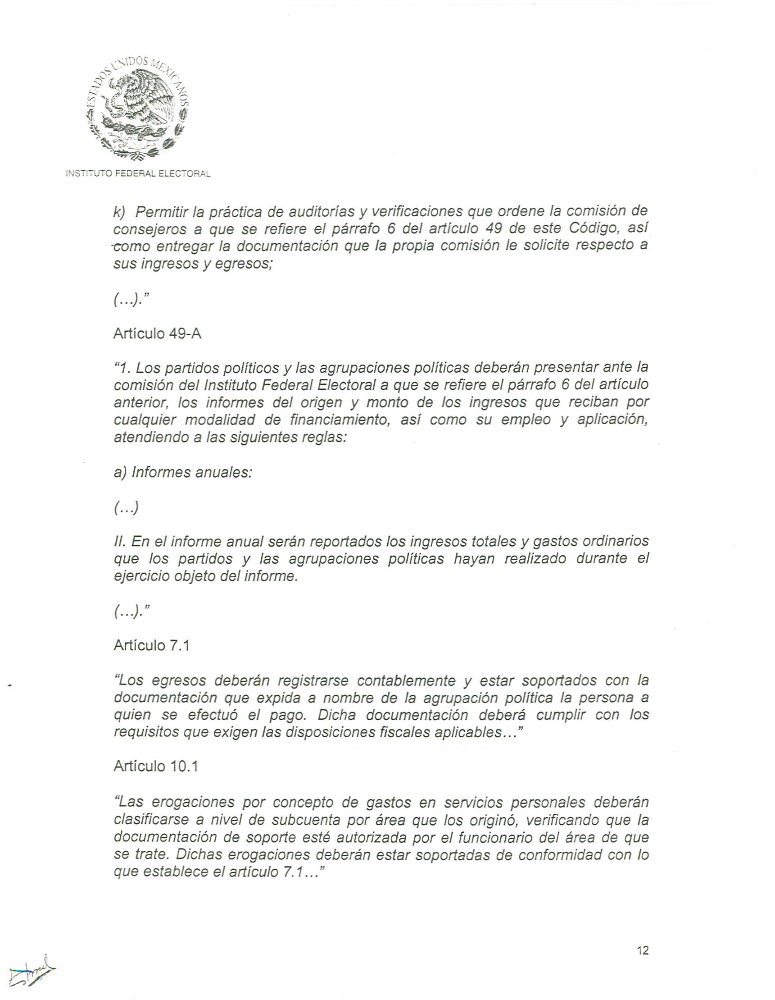 ESTADOS UNIDOS MEXICANOS
INSTITUTO FEDERAL ELECTORAL
k) Permitir la práctica de auditorías y verificaciones que ordene la comisión de
consejeros a que se refiere el párrafo 6 del artículo 49 de este Código, así
como entregar la documentación que la propia comisión le solicite respecto a
sus ingresos y egresos;
(...)."
Artículo 49-A
“1. Los partidos políticos y las agrupaciones políticas deberán presentar ante la
comisión del Instituto Federal Electoral a que se refiere el párrafo 6 del artículo
anterior, los informes del origen y monto de los ingresos que reciban por
cualquier modalidad de financiamiento, así como su empleo y aplicación,
atendiendo a las siguientes reglas:
a) Informes anuales:
(...)
II. En el informe anual serán reportados los ingresos totales y gastos ordinarios
que los partidos y las agrupaciones políticas hayan realizado durante el
ejercicio objeto del informe.
(...).”
Artículo 7.1
“Los egresos deberán registrarse contablemente y estar soportados con la
documentación que expida a nombre de la agrupación política la persona a
quien se efectuó el pago. Dicha documentación deberá cumplir con los
requisitos que exigen las disposiciones fiscales aplicables...”
Artículo 10.1
“Las erogaciones por concepto de gastos en servicios personales deberán
clasificarse a nivel de subcuenta por área que los originó, verificando que la
documentación de soporte esté autorizada por el funcionario del área de que
se trate. Dichas erogaciones deberán estar soportadas de conformidad con lo
que establece el artículo 7.1...”
12